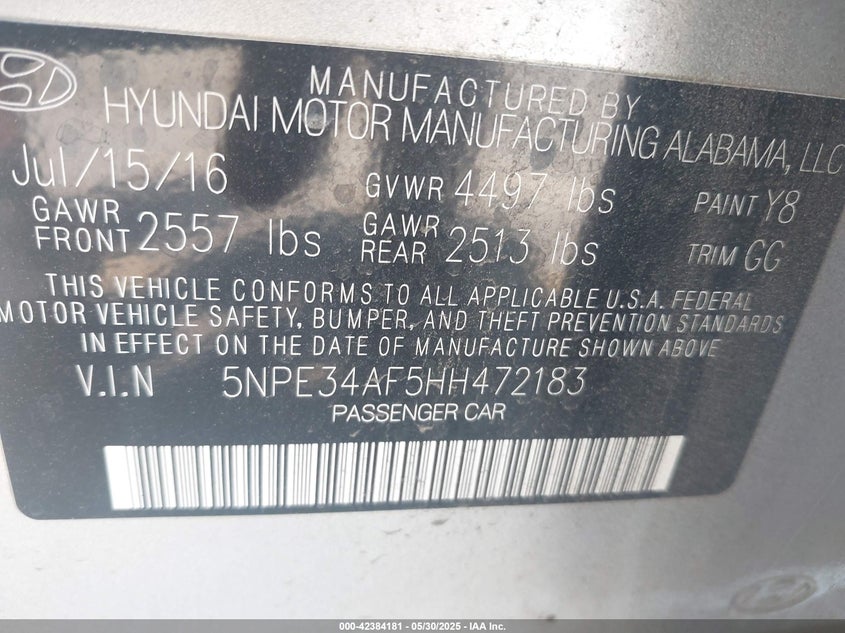 MANUFACTURED BY
HYUNDAI MOTOR MANUFACTURING ALABAMA, LLC
Jul/15/16 GVWR 4497 lbs PAINT Y8
GAWR FRONT 2557 lbs GAWR REAR 2513 lbs TRIM GG
THIS VEHICLE CONFORMS TO ALL APPLICABLE U.S.A. FEDERAL
MOTOR VEHICLE SAFETY, BUMPER, AND THEFT PREVENTION STANDARDS
IN EFFECT ON THE DATE OF MANUFACTURE SHOWN ABOVE
V.I.N 5NPE34AF5HH472183
PASSENGER CAR
000-42384181 - 05/30/2025 - IAA Inc.